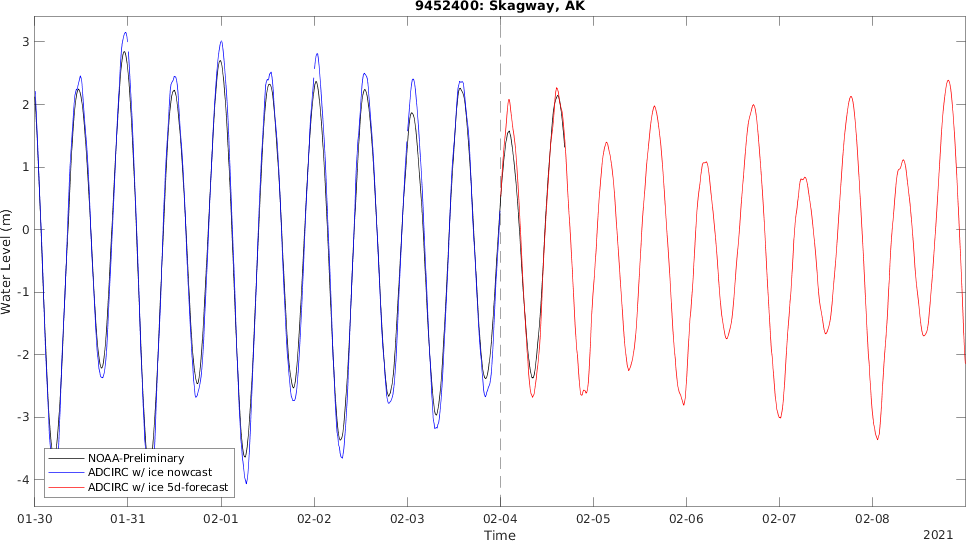 9452400: Skagway, AK
Water Level (m)
3
2
1
0
-1
-2
-3
-4
NOAA-Preliminary
ADCIRC w/ ice nowcast
ADCIRC w/ ice 5d-forecast
01-30 01-31 02-01 02-02 02-03 02-04 02-05 02-06 02-07 02-08
Time
2021